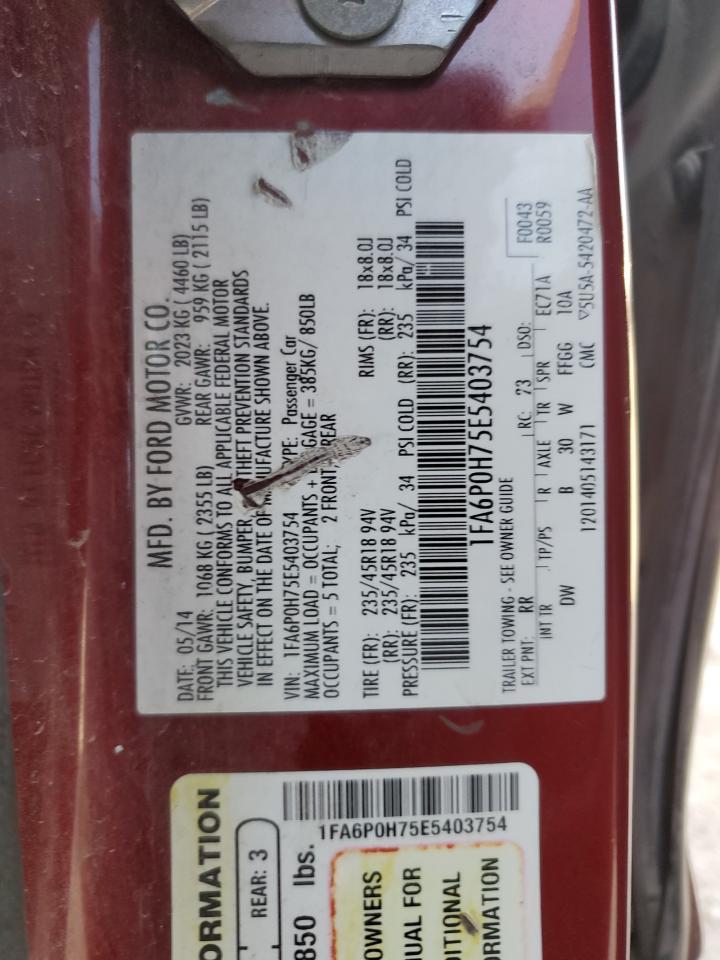 MFD. BY FORD MOTOR CO.
DATE: 05/14 GVWR: 2023 KG ( 4460 LB)
FRONT GAWR: 1068 KG ( 2355 LB) REAR GAWR: 959 KG ( 2115 LB)
THIS VEHICLE CONFORMS TO ALL APPLICABLE FEDERAL MOTOR
VEHICLE SAFETY, BUMPER, THEFT PREVENTION STANDARDS
IN EFFECT ON THE DATE OF MANUFACTURE SHOWN ABOVE.
VIN: 1FA6P0H75E5403754 TYPE: Passenger Car
MAXIMUM LOAD = OCCUPANTS + GAGE = 385KG/ 850LB
OCCUPANTS = 5 TOTAL; 2 FRONT REAR
TIRE (FR): 235/45R18 94V RIMS (FR): 18x8.0J
(RR): 235/45R18 94V (RR): 18x8.0J
PRESSURE (FR): 235 kPa/ 34 PSI COLD (RR): 235 kPa/ 34 PSI COLD
1FA6P0H75E5403754
TRAILER TOWING - SEE OWNER GUIDE
F0043
EXT PNT: RR RC: 73 DSO: R0059
INT TR TP/PS R AXLE TR SPR EC71A
DW B 30 W FFGG 10A
1201405143171 CMC ▽5U5A-5420472-AA
ORMATION
REAR: 3
1FA6P0H75E5403754
850 lbs.
OWNERS
UAL FOR
DITIONAL
ORMATION